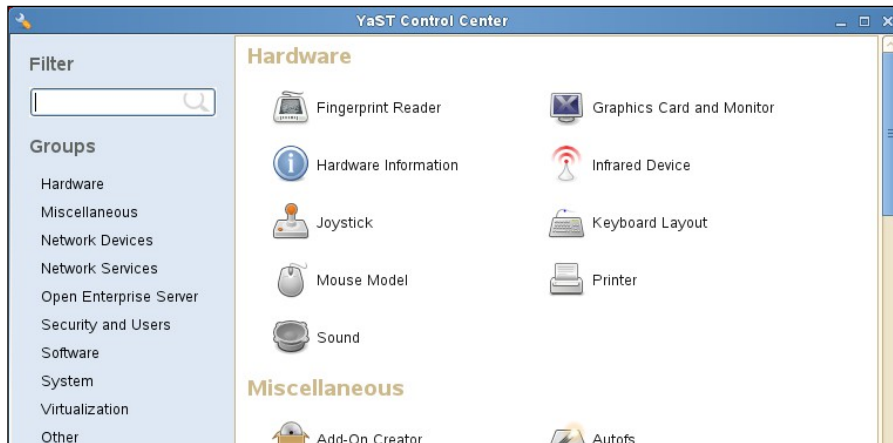 YaST Control Center
Filter
Groups
Hardware
Miscellaneous
Network Devices
Network Services
Open Enterprise Server
Security and Users
Software
System
Virtualization
Other
Hardware
Fingerprint Reader
Graphics Card and Monitor
Hardware Information
Infrared Device
Joystick
Keyboard Layout
Mouse Model
Printer
Sound
Miscellaneous
Add-On Creator
Autofs